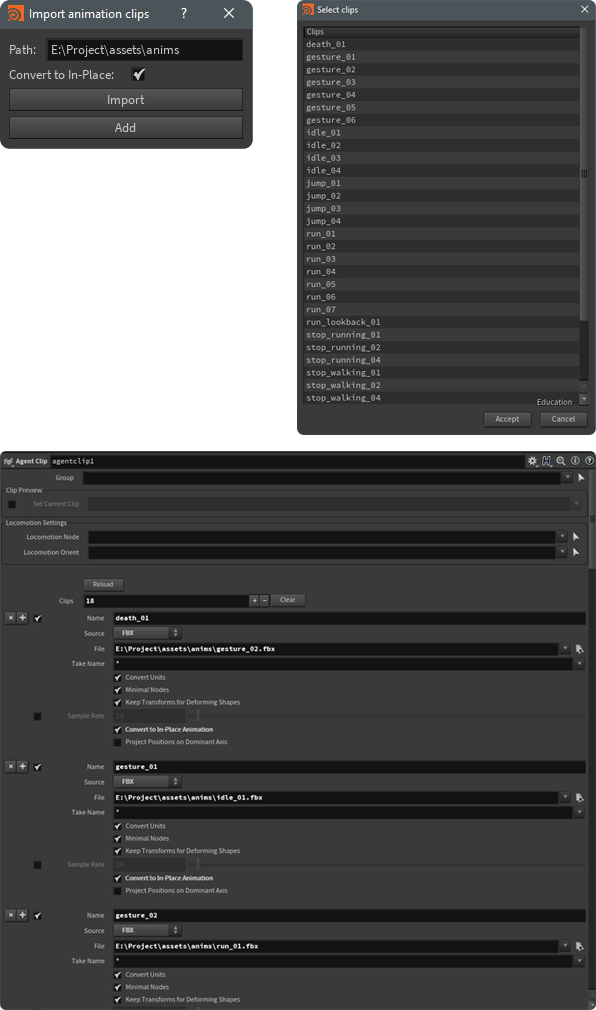 Import animation clips ?
Path: E:\Project\assets\anims
Convert to In-Place:
Import
Add
Select clips
Clips
death_01
gesture_01
gesture_02
gesture_03
gesture_04
gesture_05
gesture_06
idle_01
idle_02
idle_03
idle_04
jump_01
jump_02
jump_03
jump_04
run_01
run_02
run_03
run_04
run_05
run_06
run_07
run_lookback_01
stop_running_01
stop_running_02
stop_running_04
stop_walking_01
stop_walking_02
stop_walking_04
Education
Accept Cancel
Agent Clip agentclip1
Group
Clip Preview
Set Current Clip
Locomotion Settings
Locomotion Node
Locomotion Orient
Reload
Clips 18 + - Clear
Name death_01
Source FBX
File E:\Project\assets\anims\gesture_02.fbx
Take Name *
Convert Units
Minimal Nodes
Keep Transforms for Deforming Shapes
Sample Rate 24
Convert to In-Place Animation
Project Positions on Dominant Axis
Name gesture_01
Source FBX
File E:\Project\assets\anims\idle_01.fbx
Take Name *
Convert Units
Minimal Nodes
Keep Transforms for Deforming Shapes
Sample Rate 24
Convert to In-Place Animation
Project Positions on Dominant Axis
Name gesture_02
Source FBX
File E:\Project\assets\anims\run_01.fbx
Take Name *
Convert Units
Minimal Nodes
Keep Transforms for Deforming Shapes